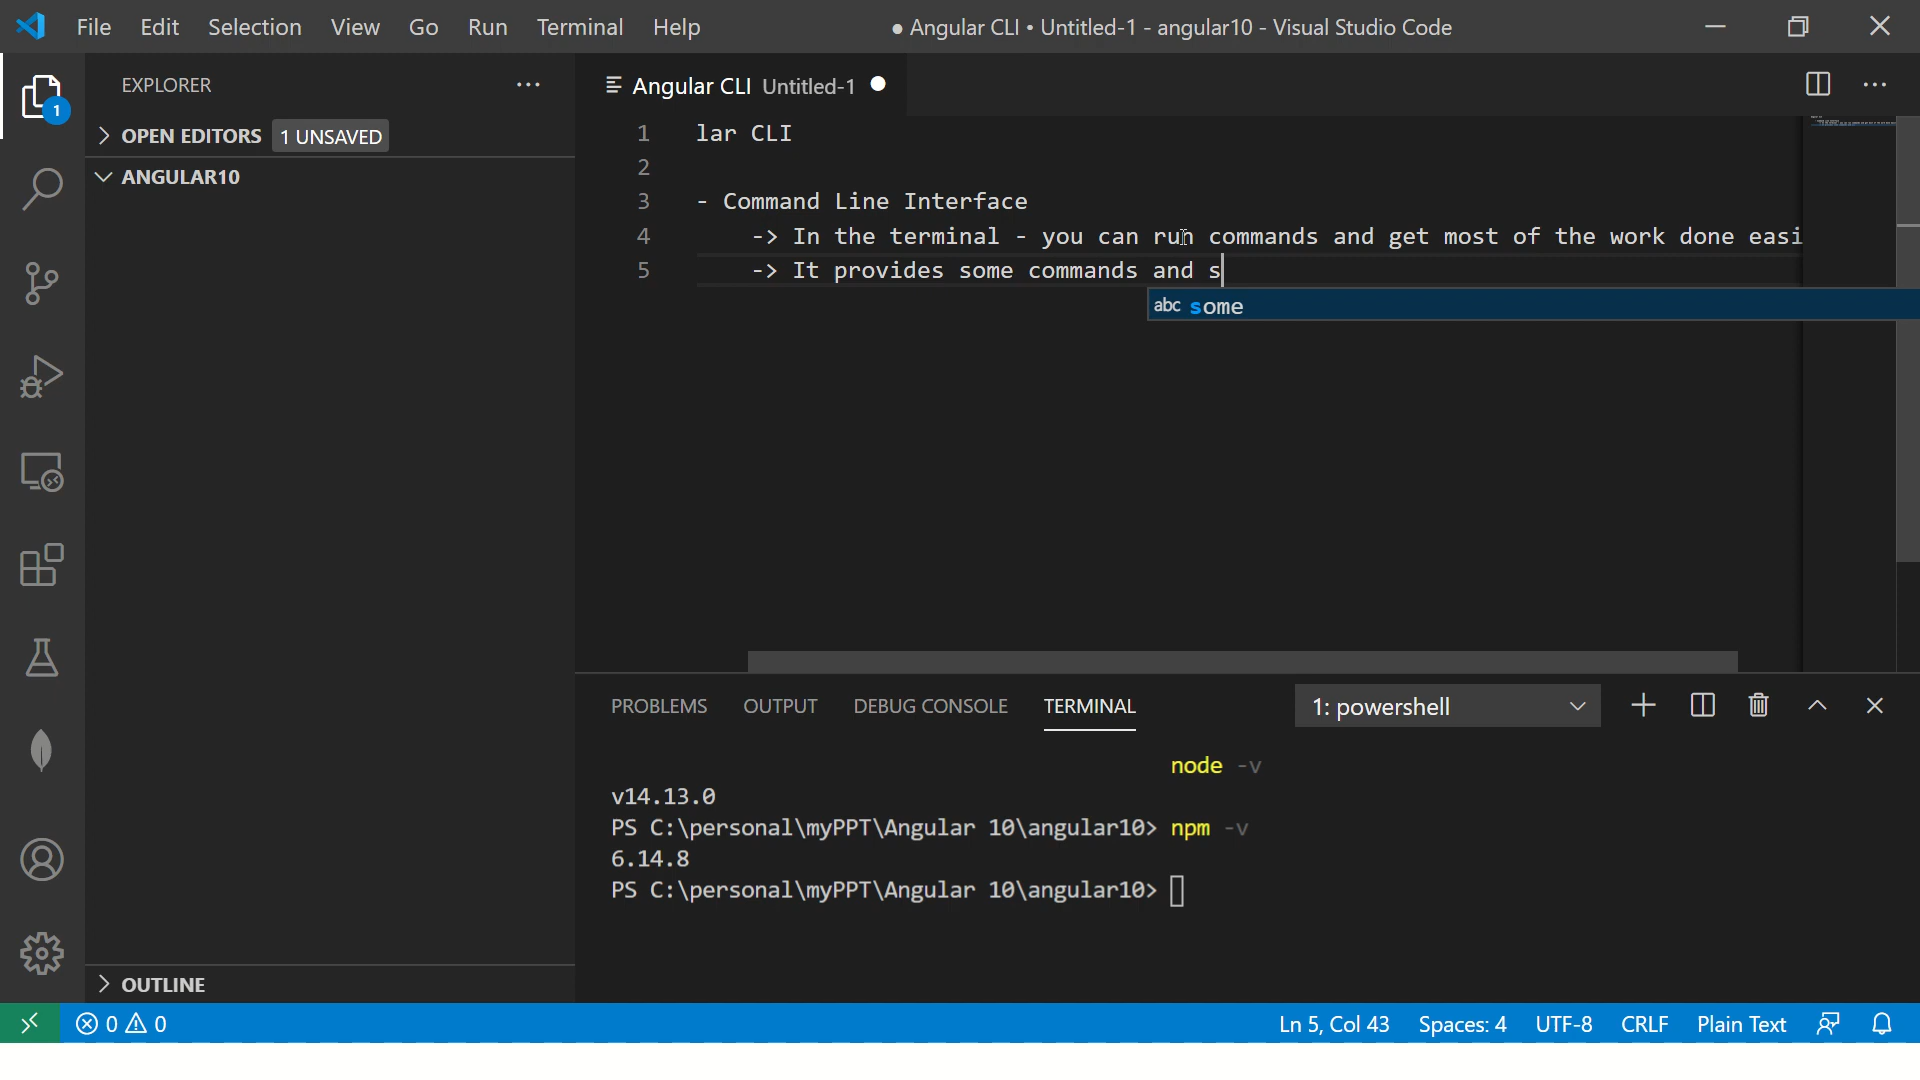 File Edit Selection View Go Run Terminal Help ● Angular CLI • Untitled-1 - angular10 - Visual Studio Code
EXPLORER
1
OPEN EDITORS 1 UNSAVED
ANGULAR10
Angular CLI Untitled-1
1 lar CLI
2
3 - Command Line Interface
4 -> In the terminal - you can run commands and get most of the work done easi
5 -> It provides some commands and s
abc some
PROBLEMS OUTPUT DEBUG CONSOLE TERMINAL 1: powershell
node -v
v14.13.0
PS C:\personal\myPPT\Angular 10\angular10> npm -v
6.14.8
PS C:\personal\myPPT\Angular 10\angular10>
OUTLINE
0 0 Ln 5, Col 43 Spaces: 4 UTF-8 CRLF Plain Text